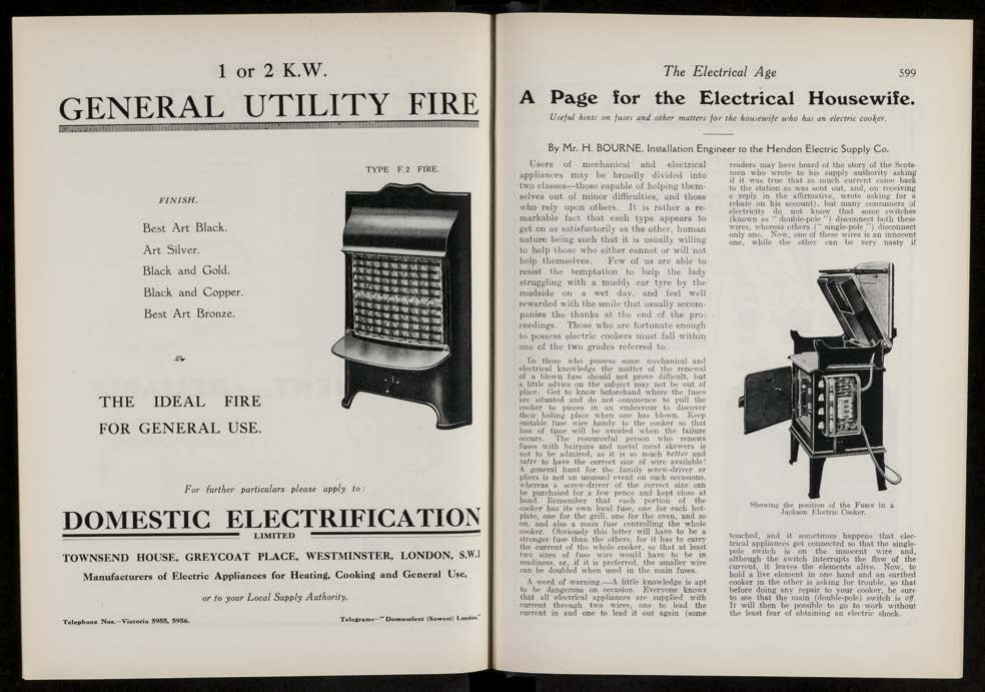 1 or 2 K.W.
GENERAL UTILITY FIRE
TYPE F.2 FIRE.
FINISH.
Best Art Black.
Art Silver.
Black and Gold.
Black and Copper.
Best Art Bronze.
THE IDEAL FIRE
FOR GENERAL USE.
For further particulars please apply to:
DOMESTIC ELECTRIFICATION
LIMITED
TOWNSEND HOUSE, GREYCOAT PLACE, WESTMINSTER, LONDON, S.W.1
Manufacturers of Electric Appliances for Heating, Cooking and General Use,
or to your Local Supply Authority.
Telephone Nos.—Victoria 5955, 5956.
Telegrams—"Domauelect (Sowest) London."
The Electrical Age
599
A Page for the Electrical Housewife.
Useful hints on fuses and other matters for the housewife who has an electric cooker.
By Mr. H. BOURNE, Installation Engineer to the Hendon Electric Supply Co.
Users of mechanical and electrical
appliances may be broadly divided into
two classes—those capable of helping them-
selves out of minor difficulties, and those
who rely upon others. It is rather a re-
markable fact that each type appears to
get on as satisfactorily as the other, human
nature being such that it is usually willing
to help those who either cannot or will not
help themselves. Few of us are able to
resist the temptation to help the lady
struggling with a muddy car tyre by the
roadside on a wet day, and feel well
rewarded with the smile that usually accom-
panies the thanks at the end of the pro-
ceedings. Those who are fortunate enough
to possess electric cookers must fall within
one of the two grades referred to.
To those who possess some mechanical and
electrical knowledge the matter of the renewal
of a blown fuse should not prove difficult, but
a little advice on the subject may not be out of
place. Get to know beforehand where the fuses
are situated and do not commence to pull the
cooker to pieces in an endeavour to discover
their hiding place when one has blown. Keep
suitable fuse wire handy to the cooker so that
loss of time will be avoided when the failure
occurs. The resourceful person who renews
fuses with hairpins and metal meat skewers is
not to be admired, as it is so much better and
safer to have the correct size of wire available!
A general hunt for the family screw-driver or
pliers is not an unusual event on such occasions,
whereas a screw-driver of the correct size can
be purchased for a few pence and kept close at
hand. Remember that each portion of the
cooker has its own local fuse, one for each hot-
plate, one for the grill, one for the oven, and so
on, and also a main fuse controlling the whole
cooker. Obviously this latter will have to be a
stronger fuse than the others, for it has to carry
the current of the whole cooker, so that at least
two sizes of fuse wire would have to be in
readiness, or, if it is preferred, the smaller wire
can be doubled when used in the main fuses.
A word of warning.—A little knowledge is apt
to be dangerous on occasion. Everyone knows
that all electrical appliances are supplied with
current through two wires, one to lead the
current in and one to lead it out again (some
readers may have heard of the story of the Scots-
man who wrote to his supply authority asking
if it was true that as much current came back
to the station as was sent out, and, on receiving
a reply in the affirmative, wrote asking for a
rebate on his account), but many consumers of
electricity do not know that some switches
(known as "double-pole") disconnect both these
wires, whereas others ("single-pole") disconnect
only one. Now, one of these wires is an innocent
one, while the other can be very nasty if
Showing the position of the Fuses in a
Jackson Electric Cooker.
touched, and it sometimes happens that elec-
trical appliances get connected so that the single-
pole switch is on the innocent wire and,
although the switch interrupts the flow of the
current, it leaves the elements alive. Now, to
hold a live element in one hand and an earthed
cooker in the other is asking for trouble, so that
before doing any repair to your cooker, be sure
to see that the main (double-pole) switch is off.
It will then be possible to go to work without
the least fear of obtaining an electric shock.